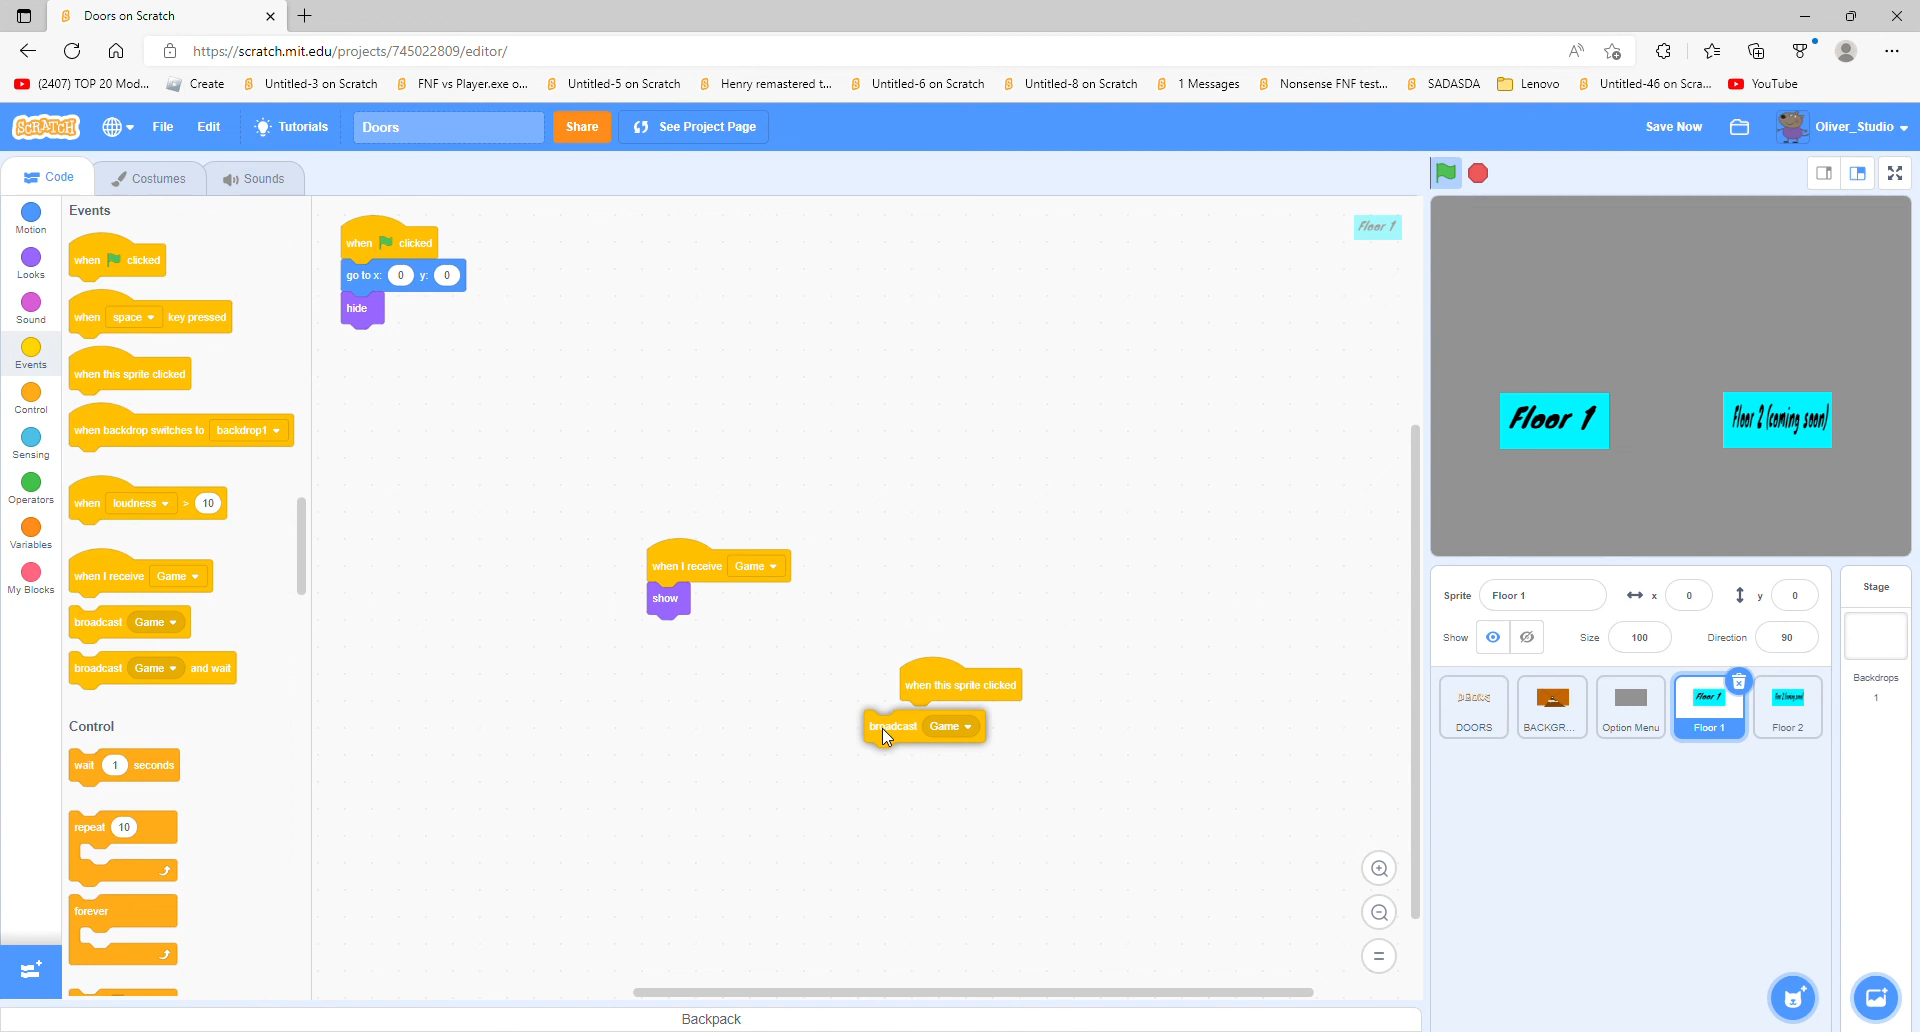 Doors on Scratch
https://scratch.mit.edu/projects/745022809/editor/
(2407) TOP 20 Mod...
Create
Untitled-3 on Scratch
FNF vs Player.exe o...
Untitled-5 on Scratch
Henry remastered t...
Untitled-6 on Scratch
Untitled-8 on Scratch
1 Messages
Nonsense FNF test...
SADASDA
Lenovo
Untitled-46 on Scra...
YouTube
SCRATCH
File
Edit
Tutorials
Doors
Share
See Project Page
Save Now
Oliver_Studio
Code
Costumes
Sounds
Motion
Looks
Sound
Events
Control
Sensing
Operators
Variables
My Blocks
Events
when clicked
when space key pressed
when this sprite clicked
when backdrop switches to backdrop1
when loudness > 10
when I receive Game
broadcast Game
broadcast Game and wait
Control
wait 1 seconds
repeat 10
forever
when clicked
go to x: 0 y: 0
hide
Floor 1
when I receive Game
show
when this sprite clicked
broadcast Game
Backpack
Floor 1
Floor 2 (coming soon)
Sprite Floor 1 x 0 y 0
Show Size 100 Direction 90
DOORS
DOORS
BACKGR...
Option Menu
Floor 1
Floor 1
Floor 2
Stage
Backdrops
1